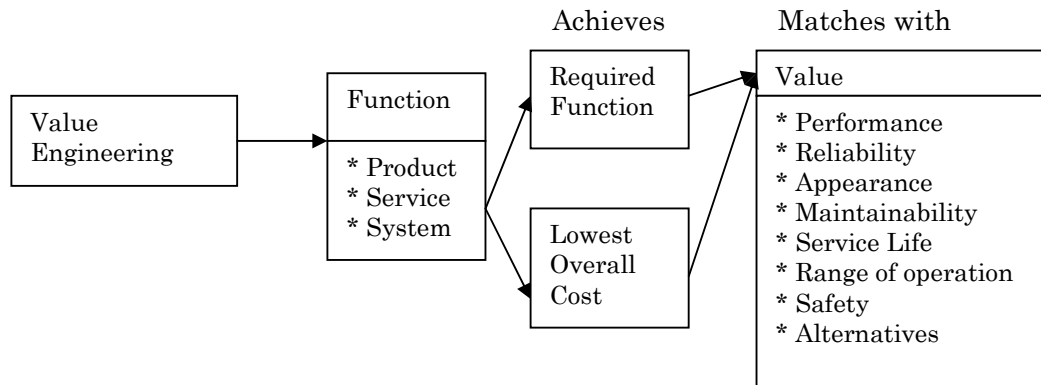 Achieves
Matches with
Value
Engineering
Function
* Product
* Service
* System
Required
Function
Lowest
Overall
Cost
Value
* Performance
* Reliability
* Appearance
* Maintainability
* Service Life
* Range of operation
* Safety
* Alternatives